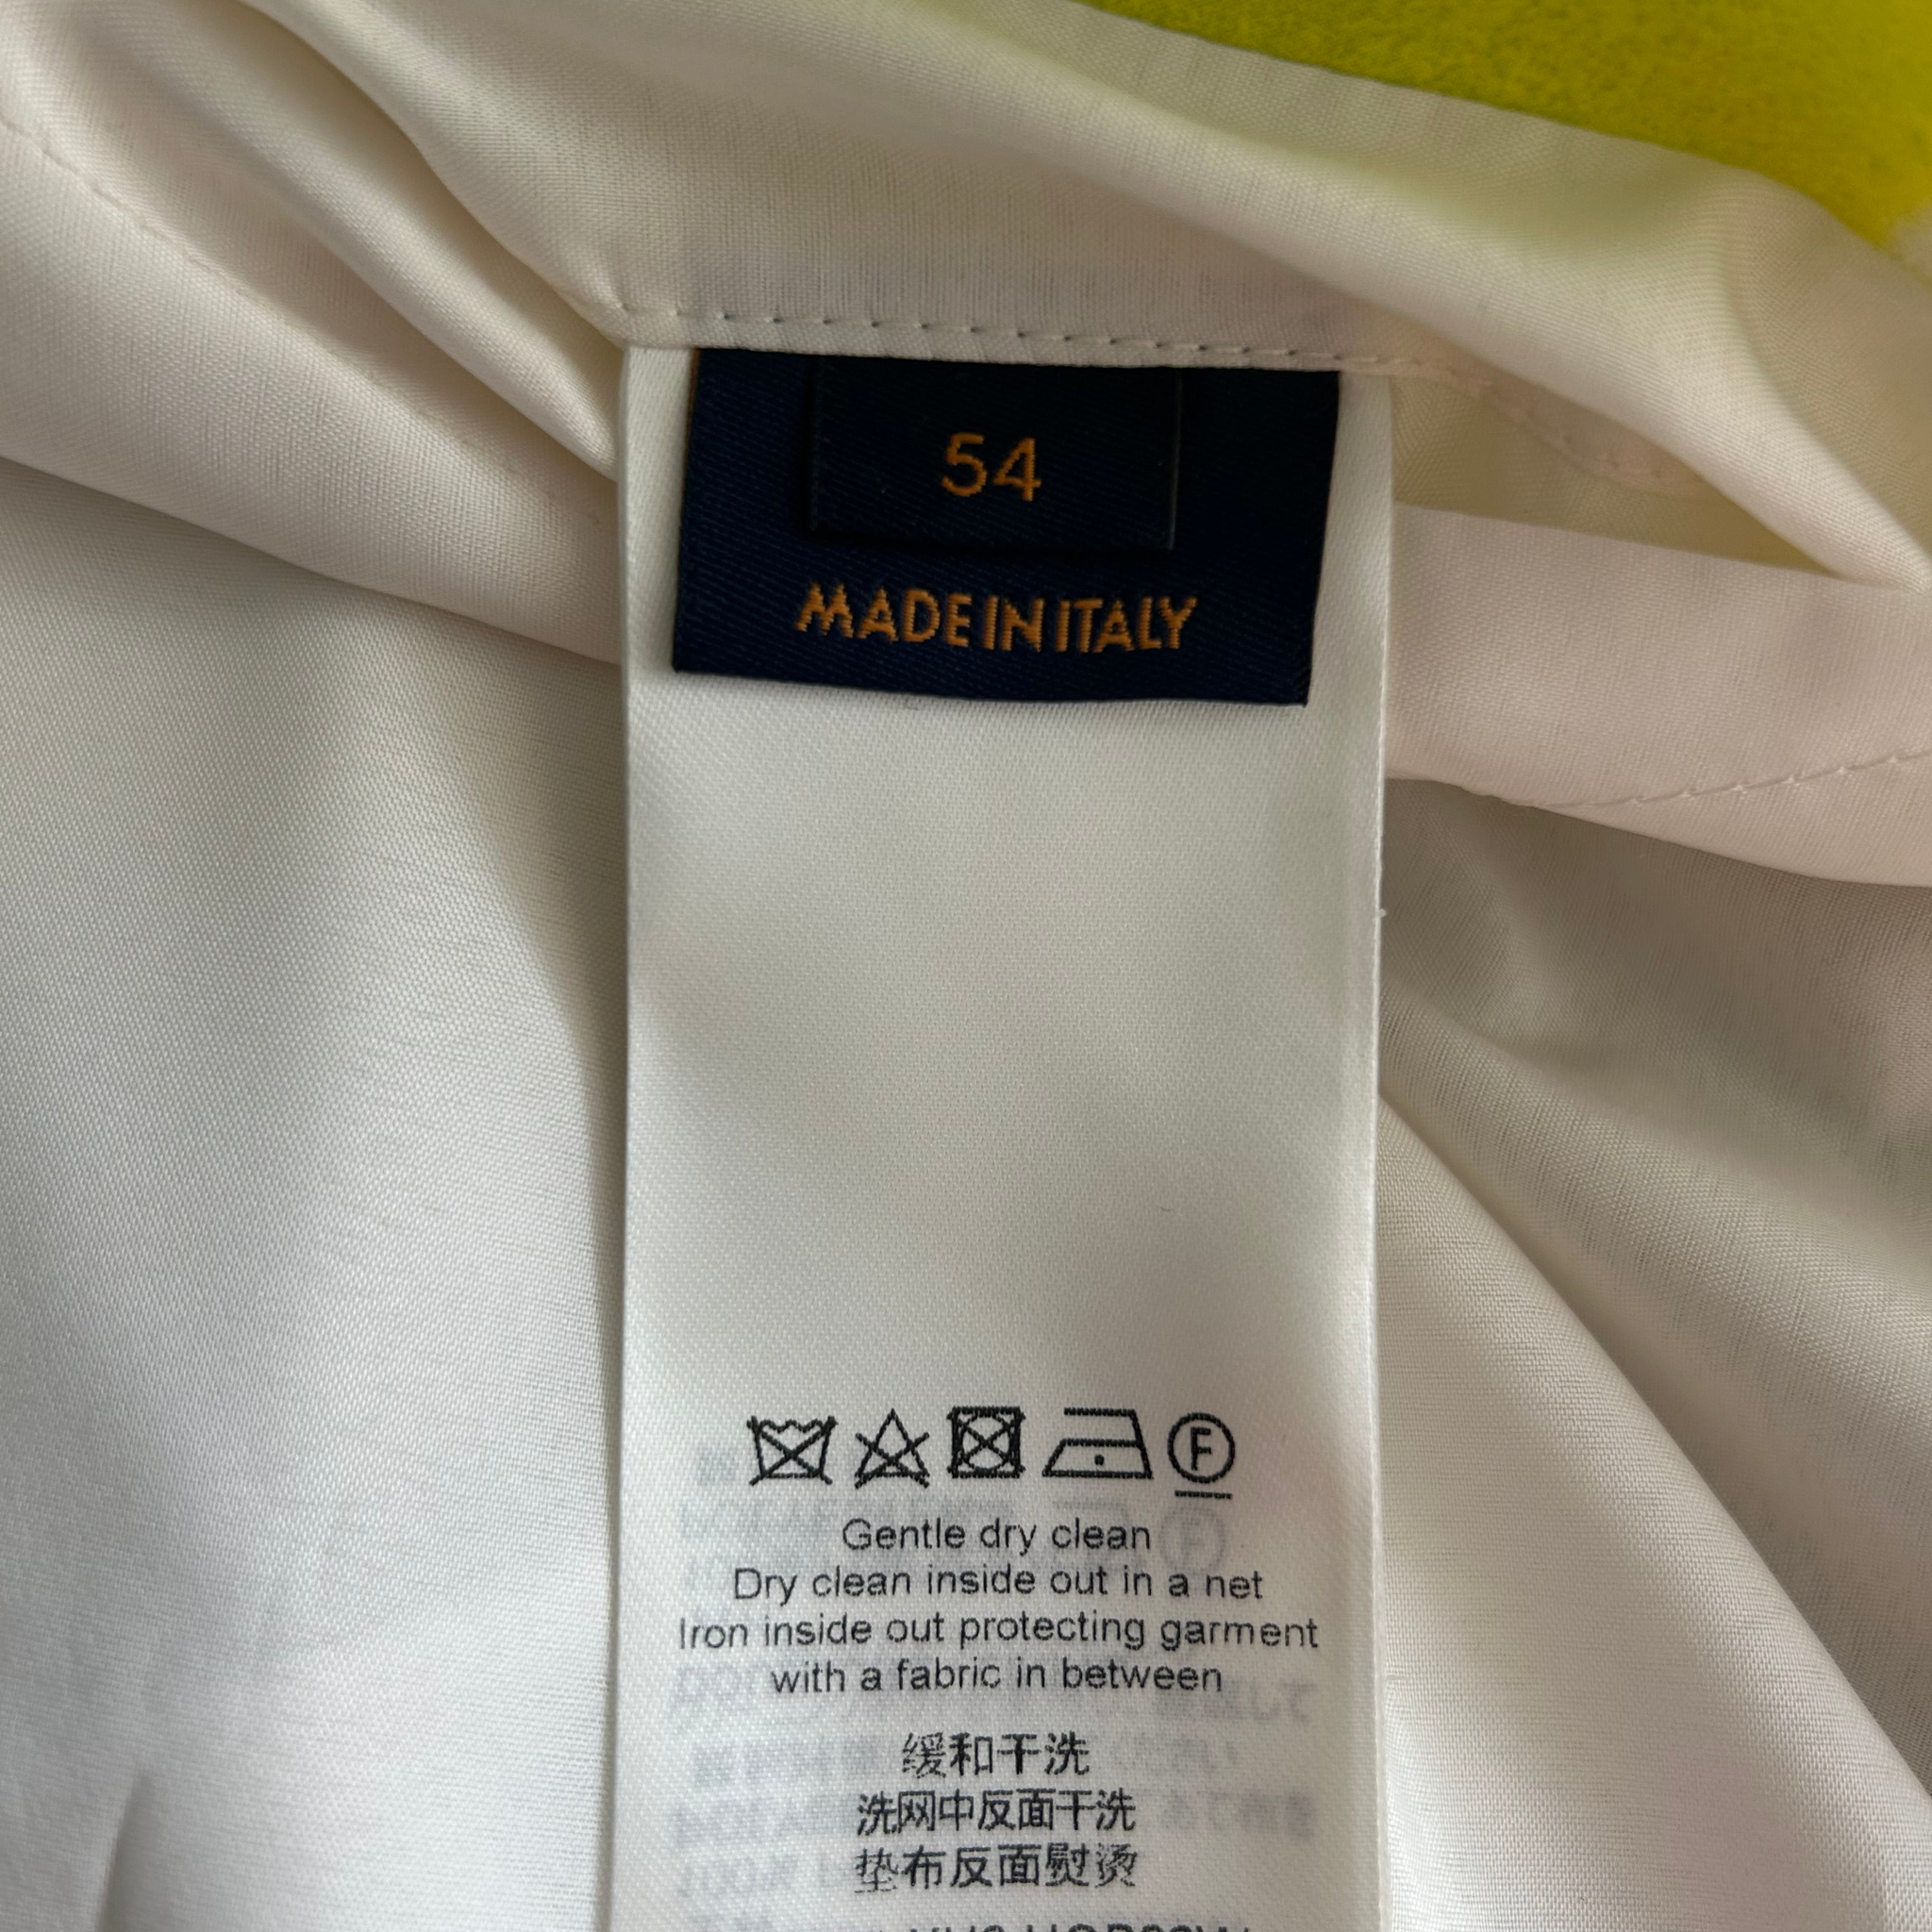 54
MADE IN ITALY
F
Gentle dry clean
Dry clean inside out in a net
Iron inside out protecting garment
with a fabric in between
缓和干洗
洗网中反面干洗
垫布反面熨烫